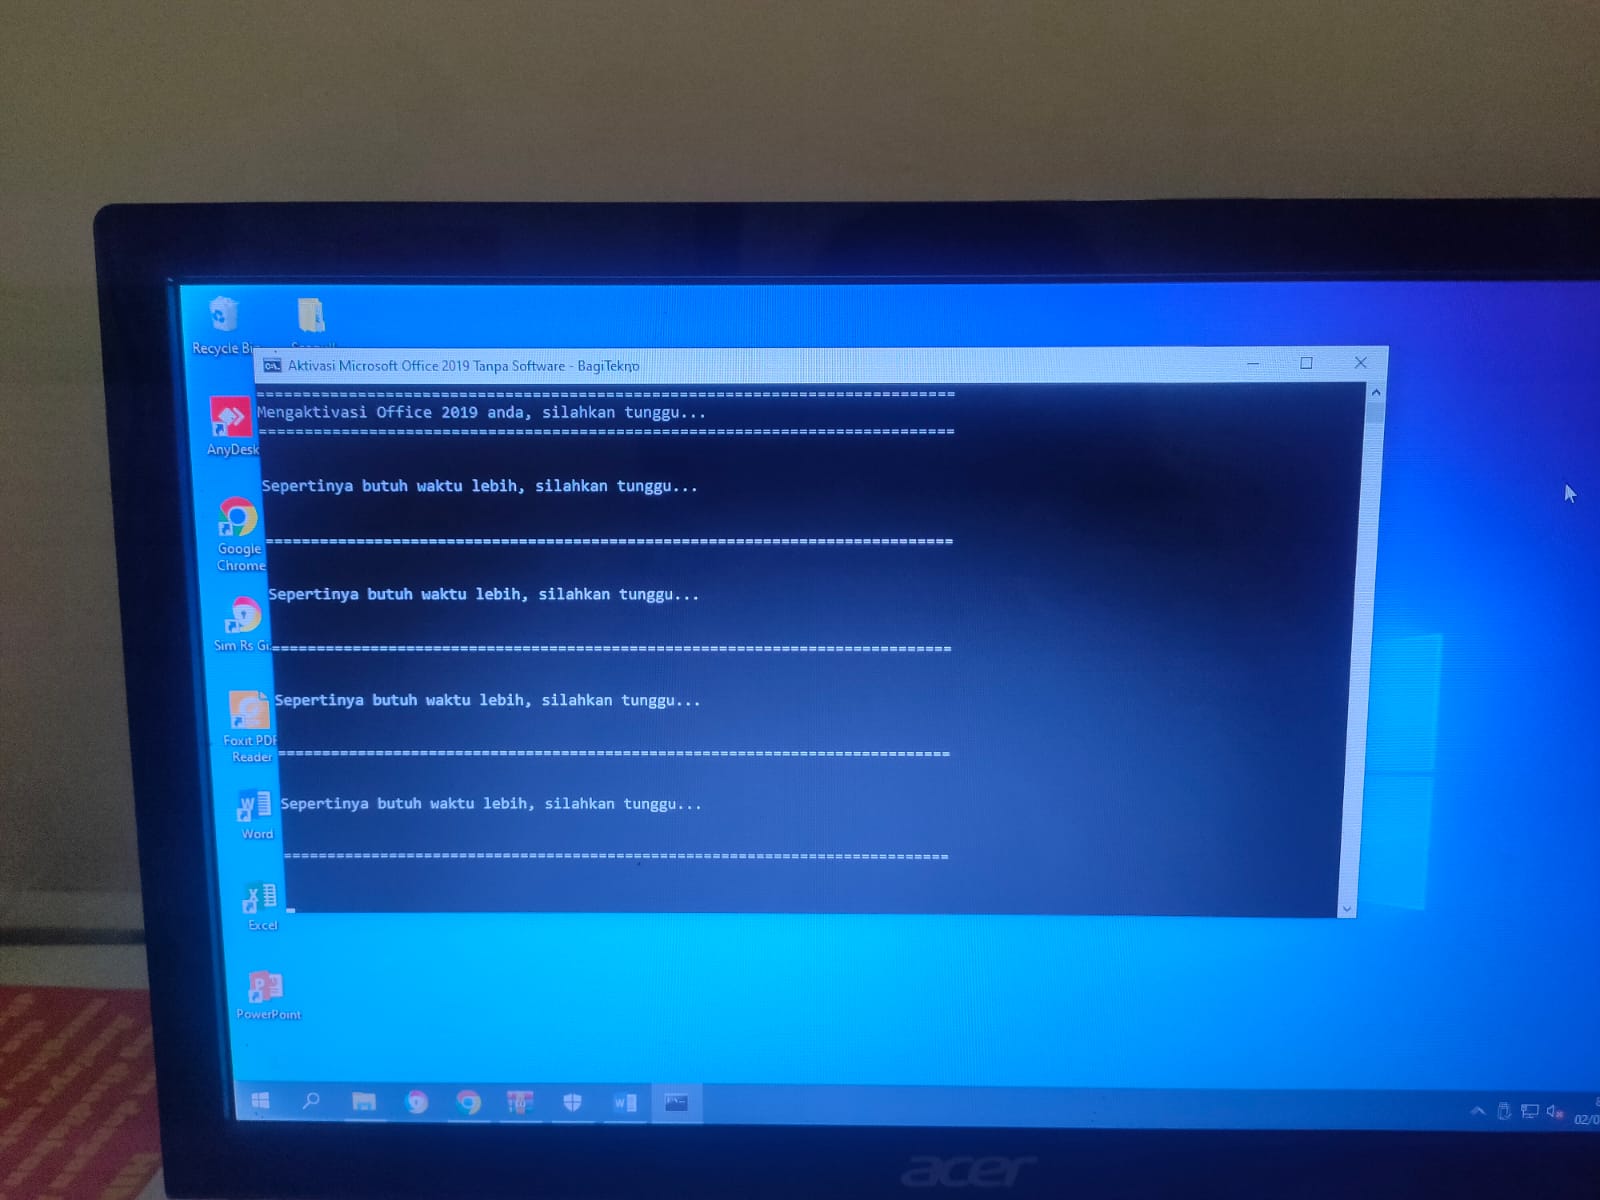 Recycle Bin
Aktivasi Microsoft Office 2019 Tanpa Software - BagiTekno
=============================================================================
Mengaktivasi Office 2019 anda, silahkan tunggu...
=============================================================================
Sepertinya butuh waktu lebih, silahkan tunggu...
=============================================================================
Sepertinya butuh waktu lebih, silahkan tunggu...
=============================================================================
Sepertinya butuh waktu lebih, silahkan tunggu...
=============================================================================
Sepertinya butuh waktu lebih, silahkan tunggu...
=============================================================================
AnyDesk
Google
Chrome
Sim Rs Gi...
Foxit PDF
Reader
Word
Excel
PowerPoint
02/0
acer